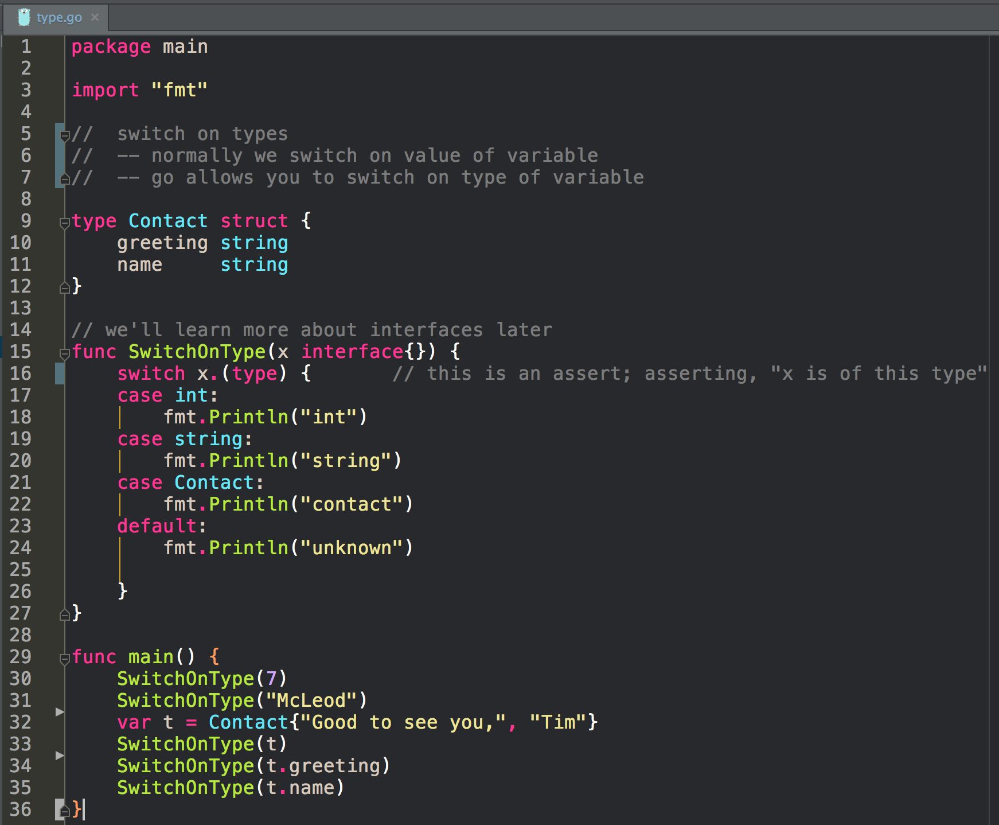 type.go ×
1 package main
2
3 import "fmt"
4
5 //  switch on types
6 //  -- normally we switch on value of variable
7 //  -- go allows you to switch on type of variable
8
9 type Contact struct {
10     greeting string
11     name     string
12 }
13
14 // we'll learn more about interfaces later
15 func SwitchOnType(x interface{}) {
16     switch x.(type) {       // this is an assert; asserting, "x is of this type"
17     case int:
18         fmt.Println("int")
19     case string:
20         fmt.Println("string")
21     case Contact:
22         fmt.Println("contact")
23     default:
24         fmt.Println("unknown")
25
26     }
27 }
28
29 func main() {
30     SwitchOnType(7)
31     SwitchOnType("McLeod")
32     var t = Contact{"Good to see you,", "Tim"}
33     SwitchOnType(t)
34     SwitchOnType(t.greeting)
35     SwitchOnType(t.name)
36 }